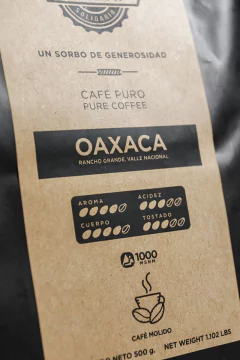 SOLIDARIO
UN SORBO DE GENEROSIDAD
CAFÉ PURO
PURE COFFEE
OAXACA
RANCHO GRANDE, VALLE NACIONAL
AROMA ACIDEZ
CUERPO TOSTADO
1000
MSNM
CAFÉ MOLIDO
NETO 500 g. NET WEIGHT 1.102 LBS